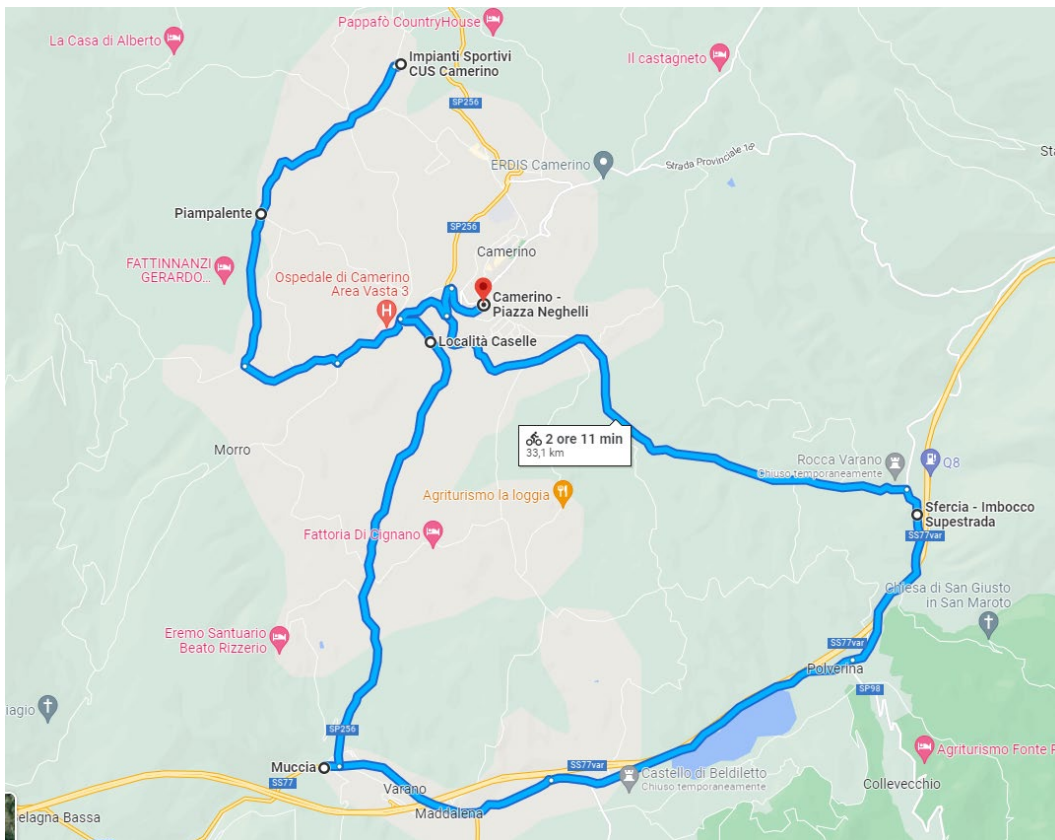 Pappafò CountryHouse
La Casa di Alberto
Impianti Sportivi
CUS Camerino
Il castagneto
SP256
ERDIS Camerino
Strada Provinciale
Piampalente
SP256
Camerino
FATTINNANZI
GERARDO...
Ospedale di Camerino
Area Vasta 3
H
Camerino -
Piazza Neghelli
Località Caselle
2 ore 11 min
33,1 km
Morro
Rocca Varano
Chiuso temporaneamente
Q8
Agriturismo la loggia
Sfercia - Imbocco
Supestrada
Fattoria Di Cignano
SS77var
Chiesa di San Giusto
in San Maroto
Eremo Santuario
Beato Rizzerio
SS77var
Polverina
SP98
iagio
SP256
Agriturismo Fonte
Muccia
SS77
SS77var
Castello di Beldiletto
Chiuso temporaneamente
Collevecchio
Varano
Maddalena
elagna Bassa